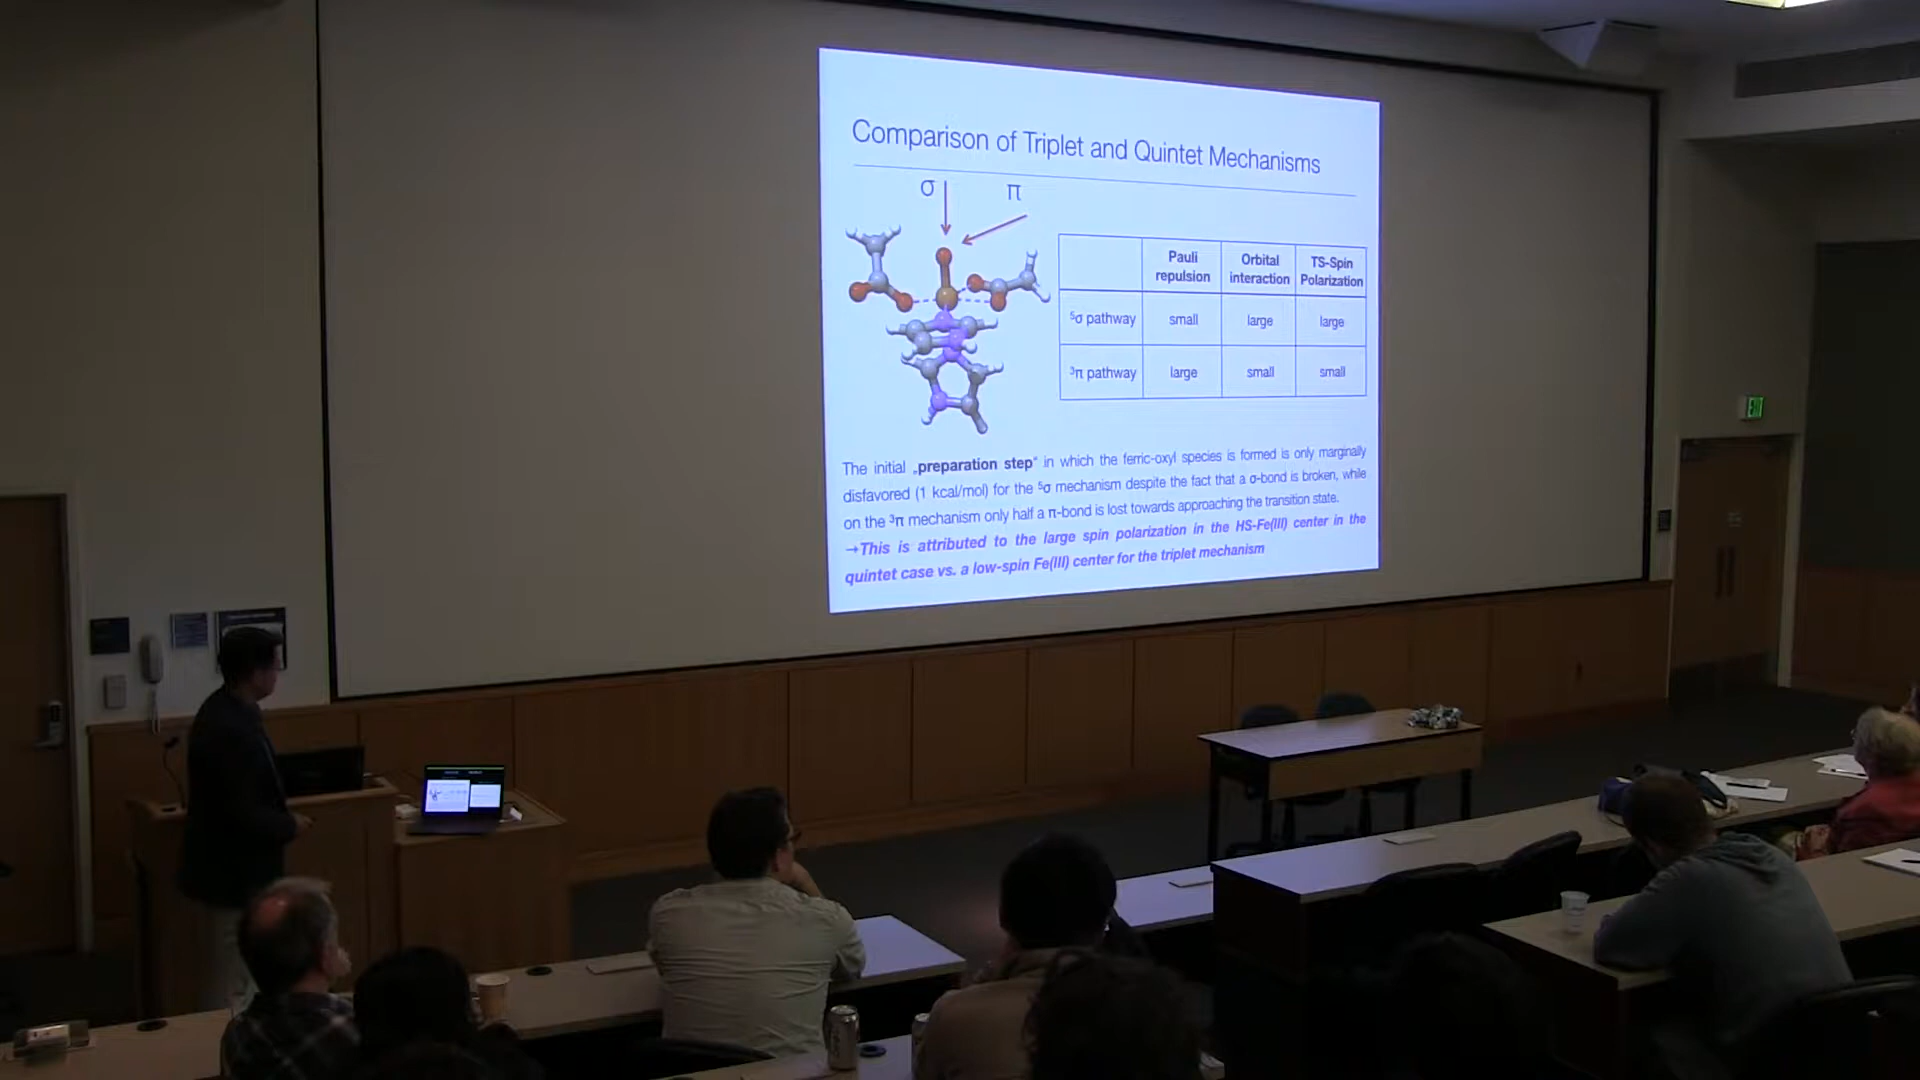 Comparison of Triplet and Quintet Mechanisms
σ π
Pauli repulsion Orbital interaction TS-Spin Polarization
⁵σ pathway small large large
³π pathway large small small
The initial „preparation step“ in which the ferric-oxyl species is formed is only marginally
disfavored (1 kcal/mol) for the ⁵σ mechanism despite the fact that a σ-bond is broken, while
on the ³π mechanism only half a π-bond is lost towards approaching the transition state.
→This is attributed to the large spin polarization in the HS-Fe(III) center in the
quintet case vs. a low-spin Fe(III) center for the triplet mechanism